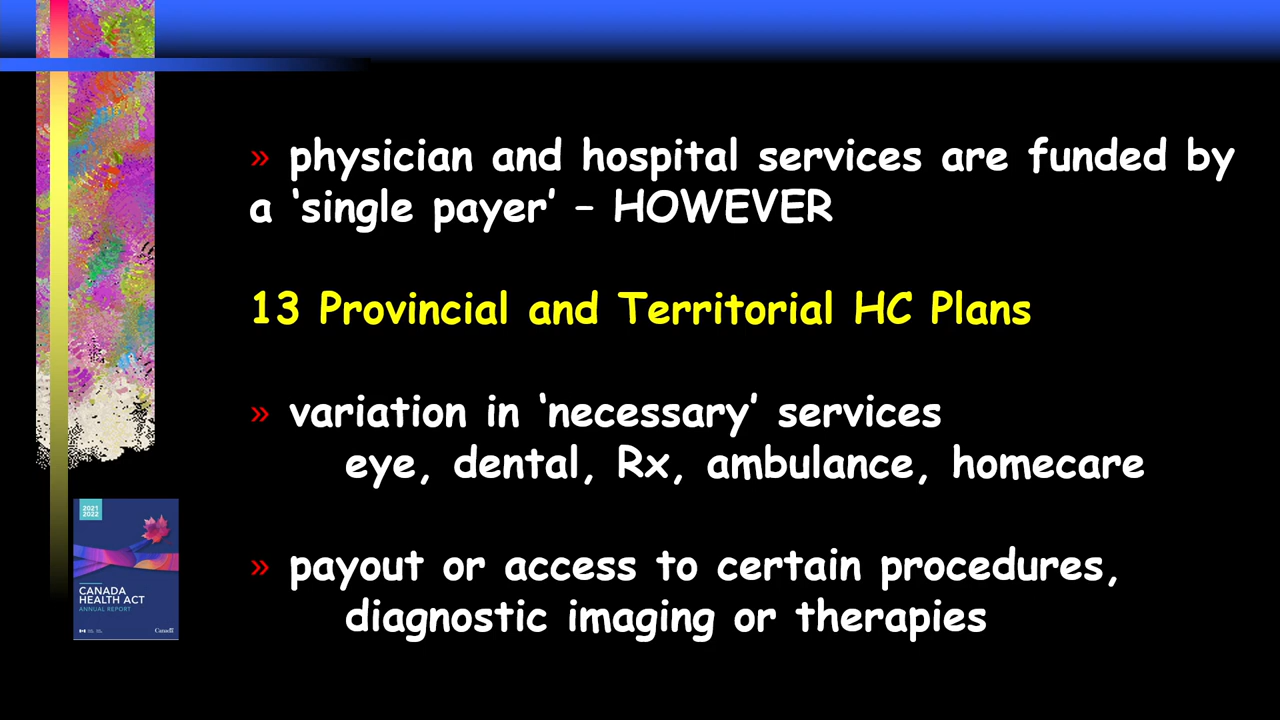 » physician and hospital services are funded by
a ‘single payer’ – HOWEVER
13 Provincial and Territorial HC Plans
» variation in ‘necessary’ services
eye, dental, Rx, ambulance, homecare
» payout or access to certain procedures,
diagnostic imaging or therapies
2021
2022
CANADA
HEALTH ACT
ANNUAL REPORT
Canada